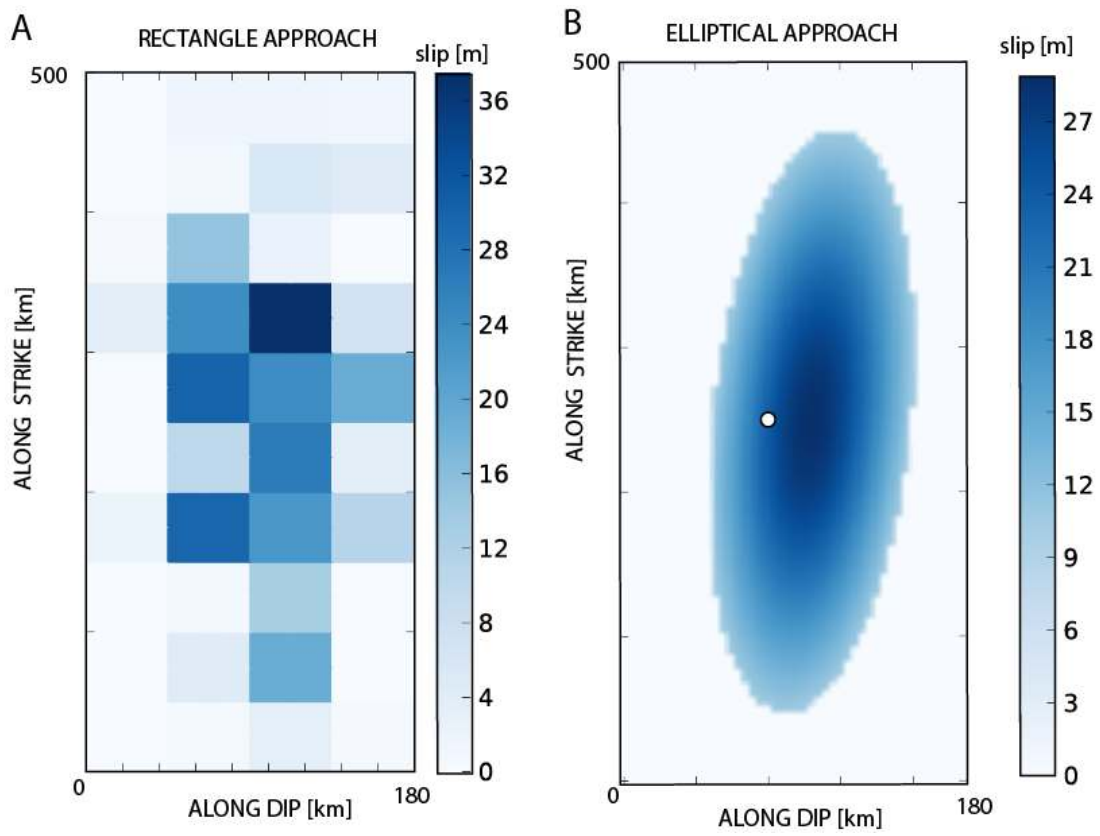 A
RECTANGLE APPROACH
slip [m]
500
36
32
28
24
20
16
12
8
4
0
ALONG STRIKE [km]
0
180
ALONG DIP [km]
B
ELLIPTICAL APPROACH
slip [m]
500
27
24
21
18
15
12
9
6
3
0
ALONG STRIKE [km]
0
180
ALONG DIP [km]